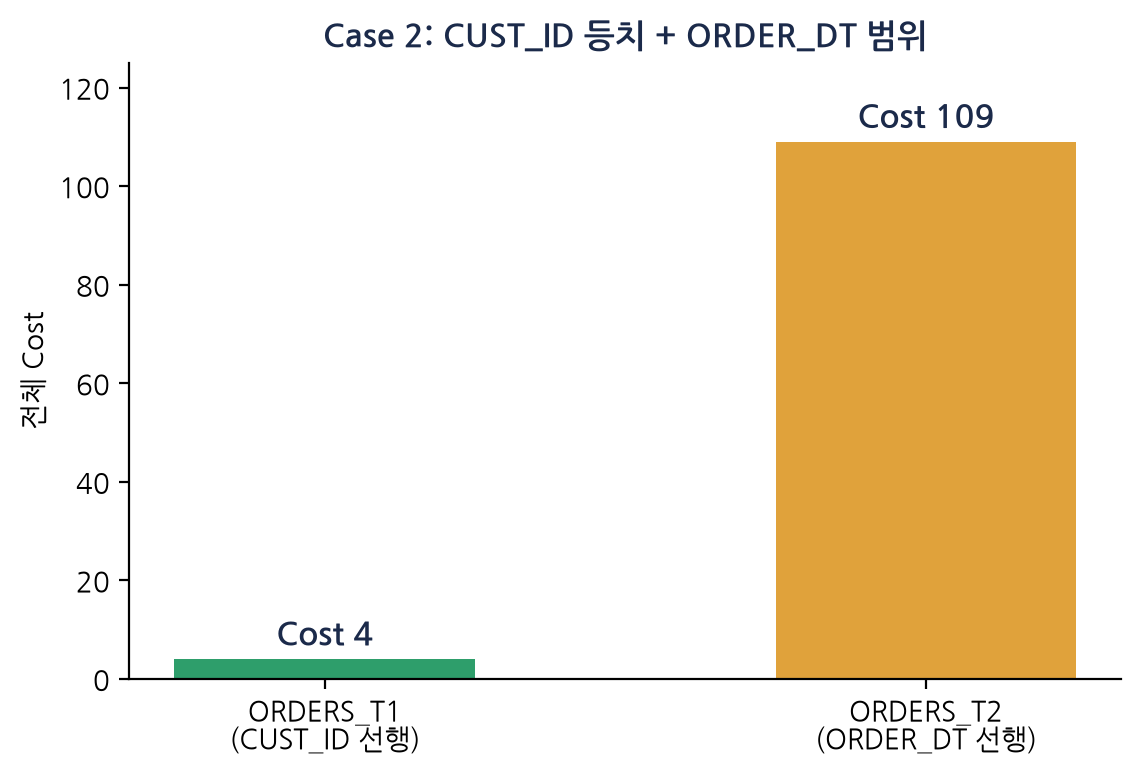 Case 2: CUST_ID 등치 + ORDER_DT 범위
전체 Cost
120
100
80
60
40
20
0
Cost 4
Cost 109
ORDERS_T1
(CUST_ID 선행)
ORDERS_T2
(ORDER_DT 선행)